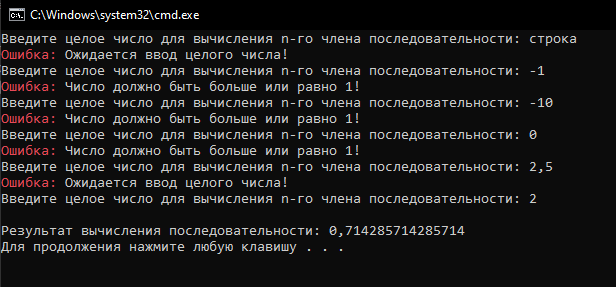 C:\Windows\system32\cmd.exe
Введите целое число для вычисления n-го члена последовательности: строка
Ошибка: Ожидается ввод целого числа!
Введите целое число для вычисления n-го члена последовательности: -1
Ошибка: Число должно быть больше или равно 1!
Введите целое число для вычисления n-го члена последовательности: -10
Ошибка: Число должно быть больше или равно 1!
Введите целое число для вычисления n-го члена последовательности: 0
Ошибка: Число должно быть больше или равно 1!
Введите целое число для вычисления n-го члена последовательности: 2,5
Ошибка: Ожидается ввод целого числа!
Введите целое число для вычисления n-го члена последовательности: 2
Результат вычисления последовательности: 0,714285714285714
Для продолжения нажмите любую клавишу . . .